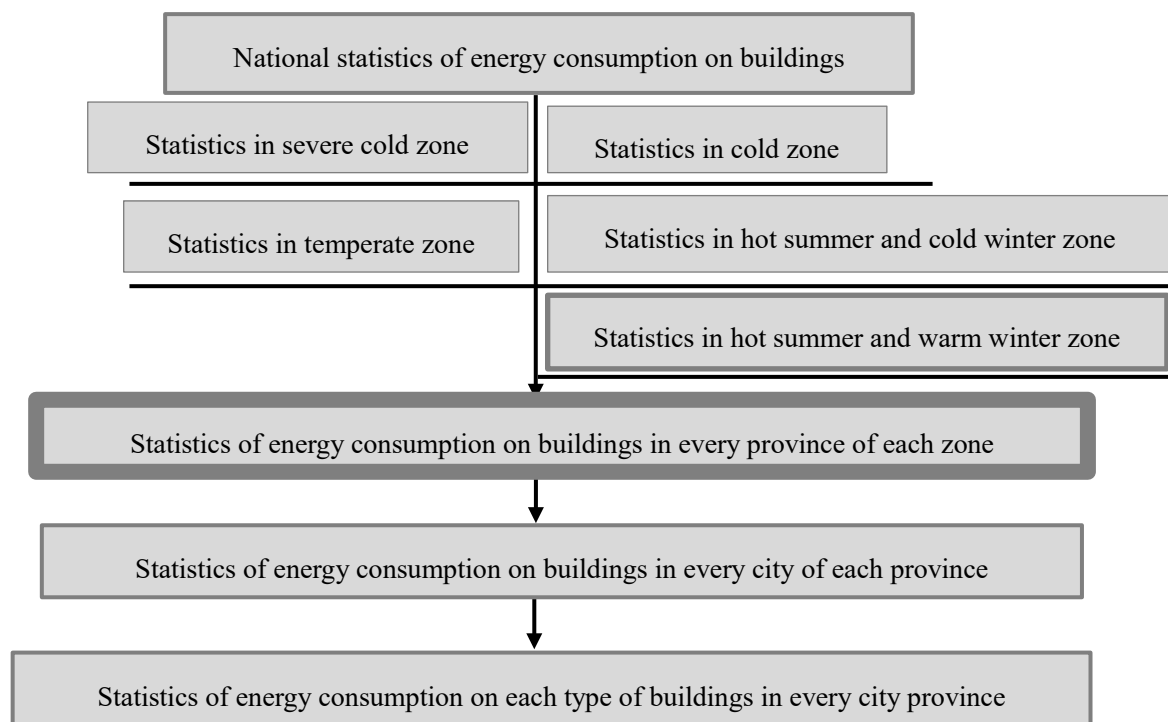 National statistics of energy consumption on buildings
Statistics in severe cold zone
Statistics in cold zone
Statistics in temperate zone
Statistics in hot summer and cold winter zone
Statistics in hot summer and warm winter zone
Statistics of energy consumption on buildings in every province of each zone
Statistics of energy consumption on buildings in every city of each province
Statistics of energy consumption on each type of buildings in every city province